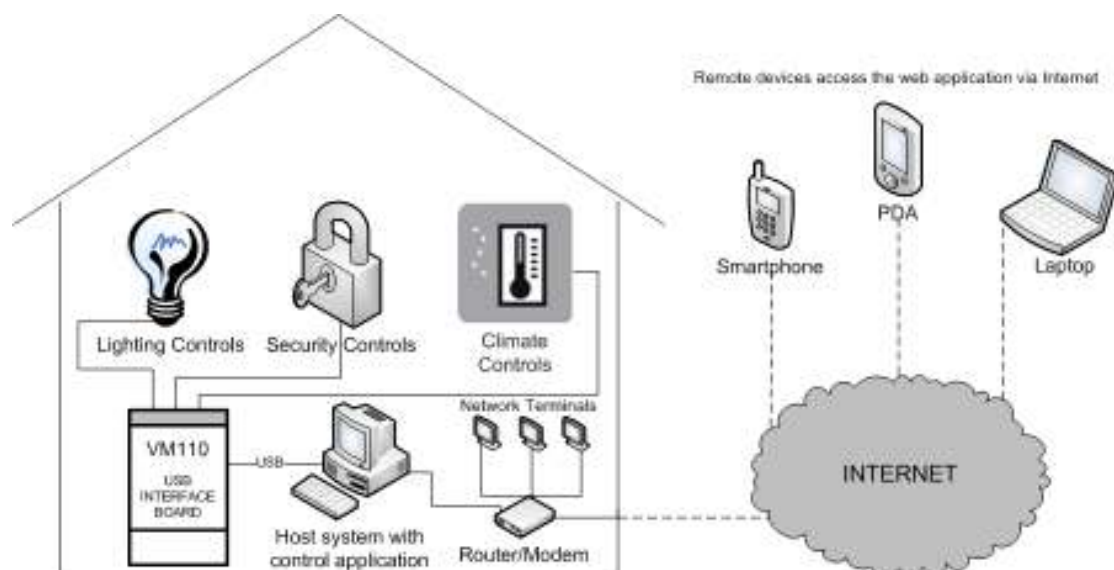 Remote devices access the web application via Internet
PDA
Smartphone
Laptop
Lighting Controls
Security Controls
Climate
Controls
Network Terminals
VM110
USB
INTERFACE
BOARD
USB
Host system with
control application
Router/Modem
INTERNET